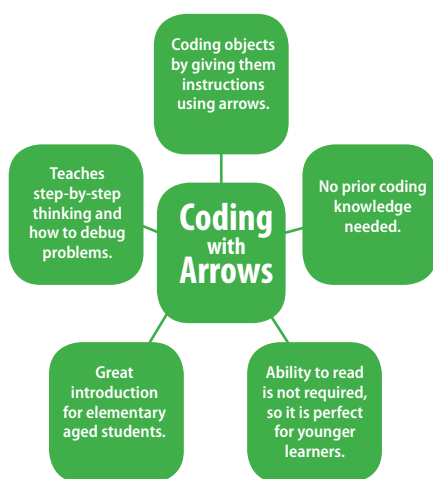 Coding objects
by giving them
instructions
using arrows.
Teaches
step-by-step
thinking and
how to debug
problems.
Coding
with
Arrows
No prior coding
knowledge
needed.
Great
introduction
for elementary
aged students.
Ability to read
is not required,
so it is perfect
for younger
learners.